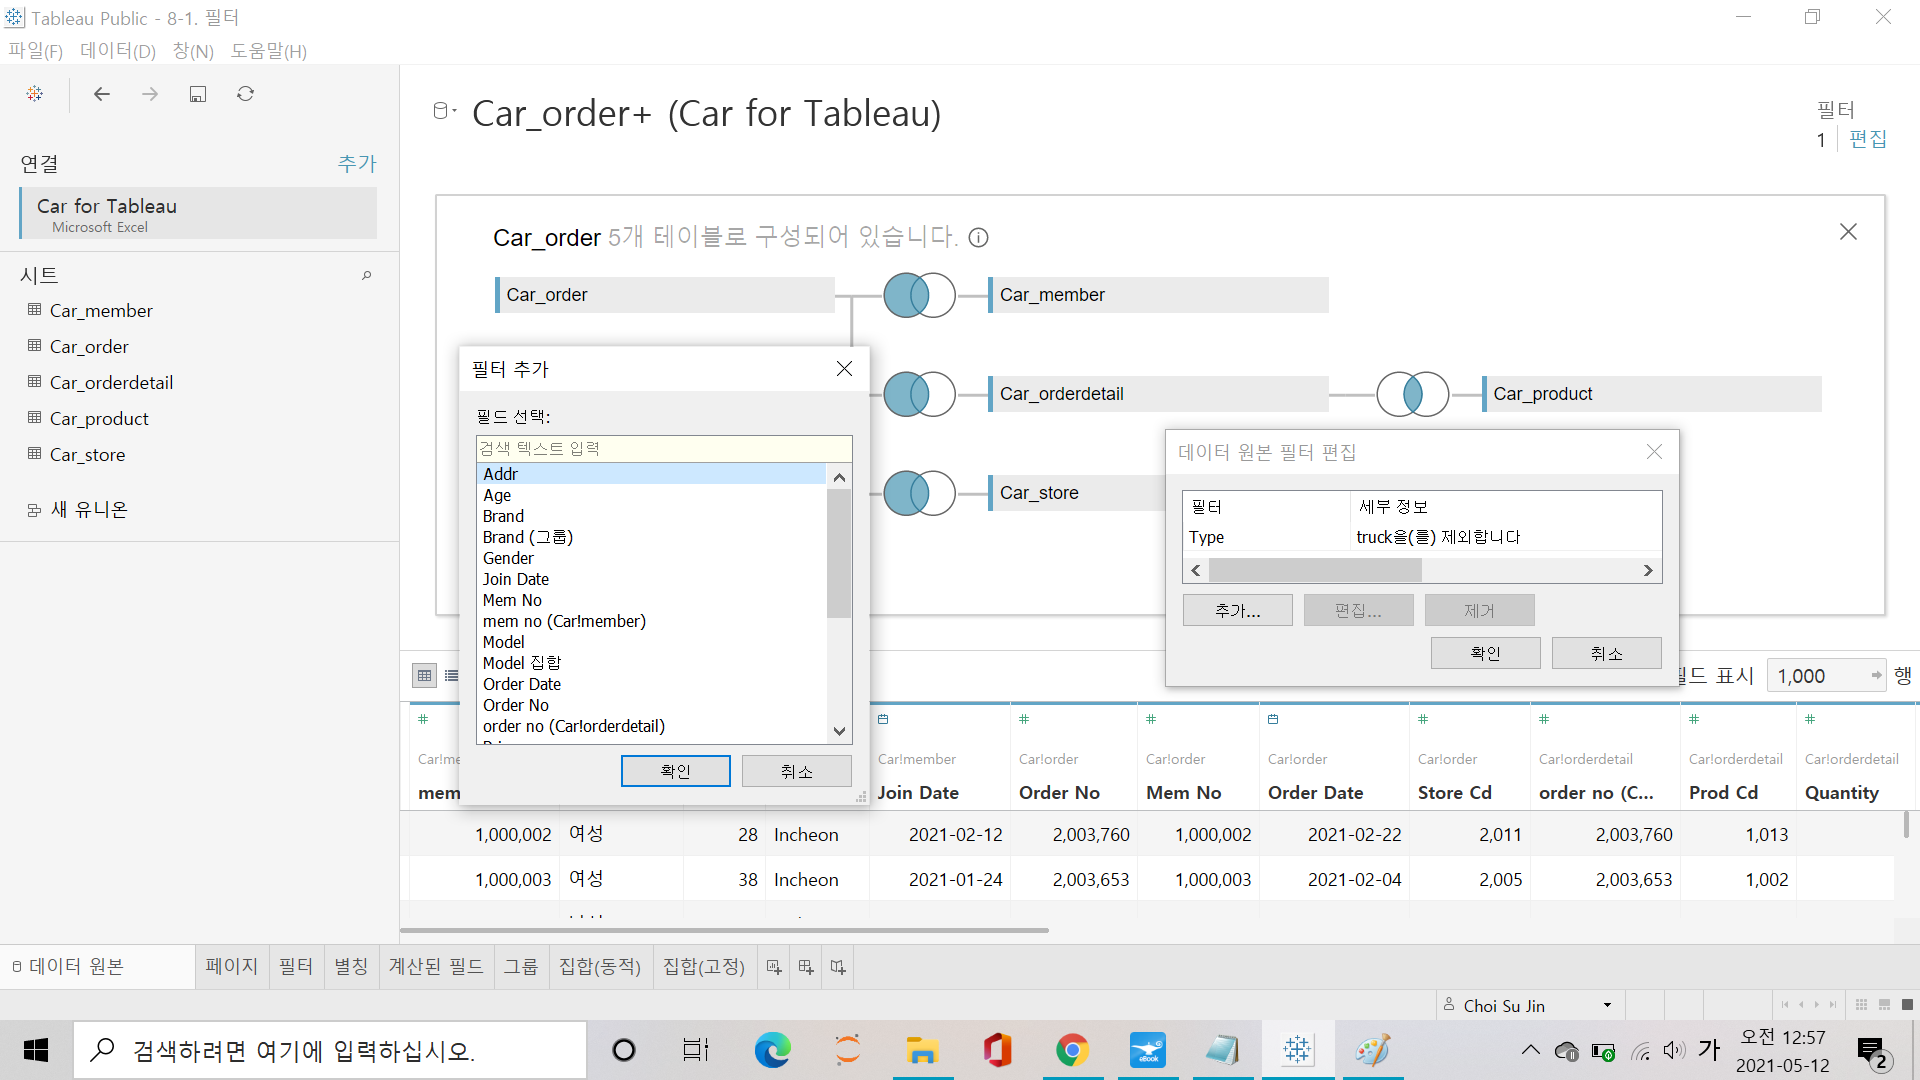 Tableau Public - 8-1. 필터
파일(F) 데이터(D) 창(N) 도움말(H)
연결 추가
Car for Tableau
Microsoft Excel
시트
Car_member
Car_order
Car_orderdetail
Car_product
Car_store
새 유니온
Car_order+ (Car for Tableau)
필터
1 편집
Car_order 5개 테이블로 구성되어 있습니다.
Car_order
Car_member
Car_orderdetail
Car_product
Car_store
필터 추가
필드 선택:
검색 텍스트 입력
Addr
Age
Brand
Brand (그룹)
Gender
Join Date
Mem No
mem no (Car!member)
Model
Model 집합
Order Date
Order No
order no (Car!orderdetail)
확인 취소
데이터 원본 필터 편집
필터 세부 정보
Type truck을(를) 제외합니다
추가... 편집... 제거
확인 취소
드 표시 1,000 행
Car!me Car!member Car!order Car!order Car!order Car!order Car!orderdetail Car!orderdetail Car!orderdetail
mem Join Date Order No Mem No Order Date Store Cd order no (C... Prod Cd Quantity
1,000,002 여성 28 Incheon 2021-02-12 2,003,760 1,000,002 2021-02-22 2,011 2,003,760 1,013
1,000,003 여성 38 Incheon 2021-01-24 2,003,653 1,000,003 2021-02-04 2,005 2,003,653 1,002
데이터 원본 페이지 필터 별칭 계산된 필드 그룹 집합(동적) 집합(고정)
Choi Su Jin
검색하려면 여기에 입력하십시오.
eBook
가
오전 12:57
2021-05-12
2